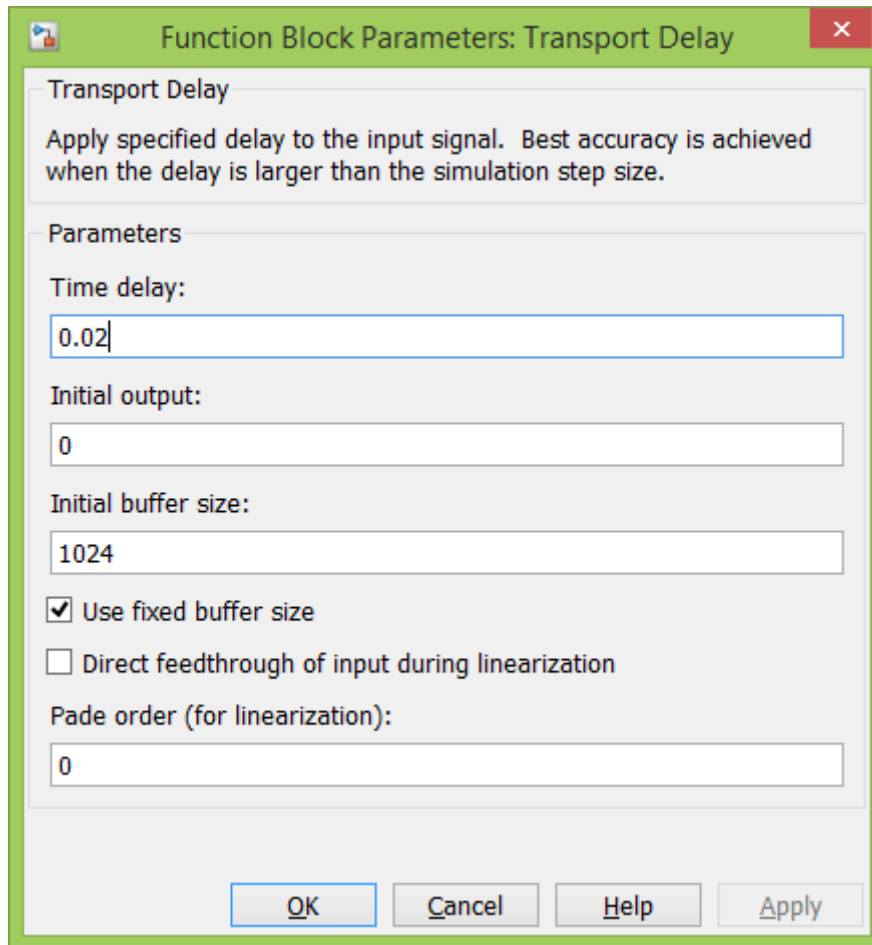 Function Block Parameters: Transport Delay
Transport Delay
Apply specified delay to the input signal.  Best accuracy is achieved
when the delay is larger than the simulation step size.
Parameters
Time delay:
0.02
Initial output:
0
Initial buffer size:
1024
Use fixed buffer size
Direct feedthrough of input during linearization
Pade order (for linearization):
0
OK Cancel Help Apply